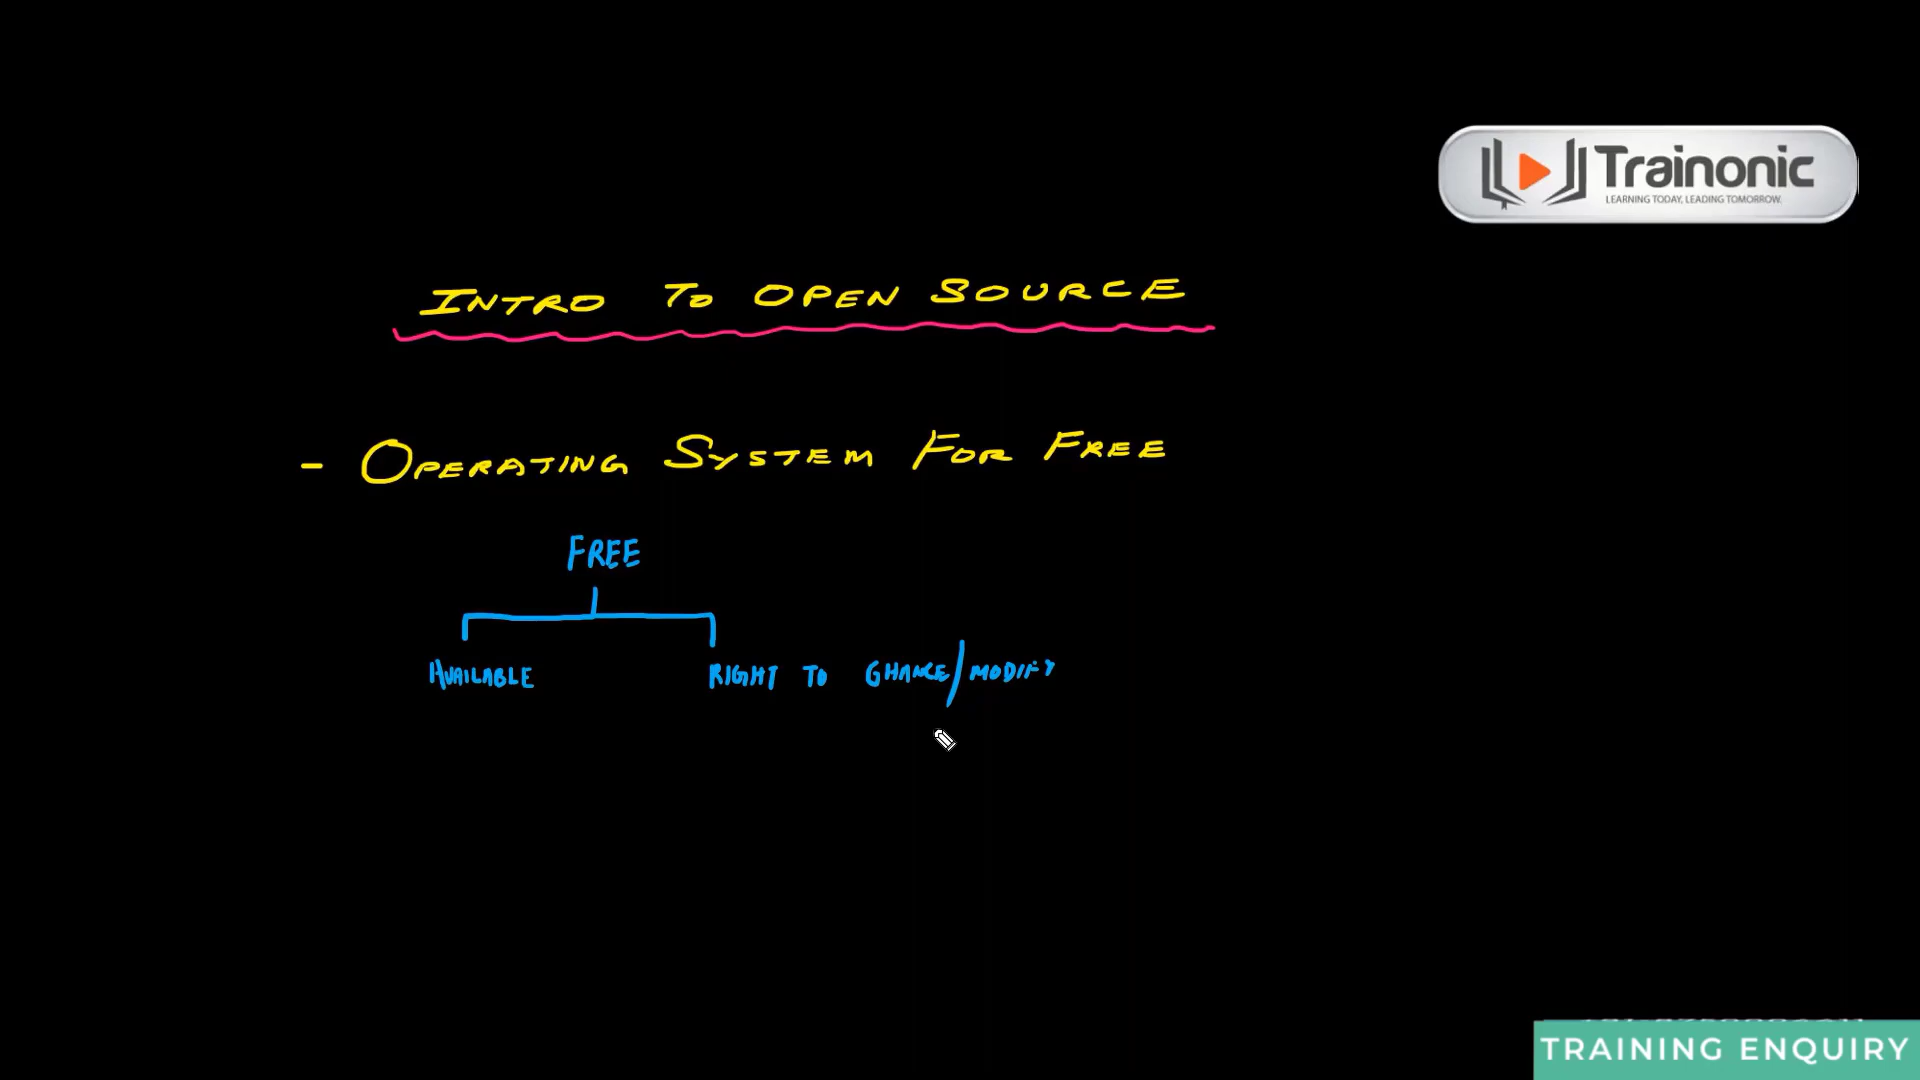 Trainonic
LEARNING TODAY, LEADING TOMORROW.
INTRO TO OPEN SOURCE
- OPERATING SYSTEM FOR FREE
FREE
AVAILABLE RIGHT TO CHANGE/MODIFY
TRAINING ENQUIRY